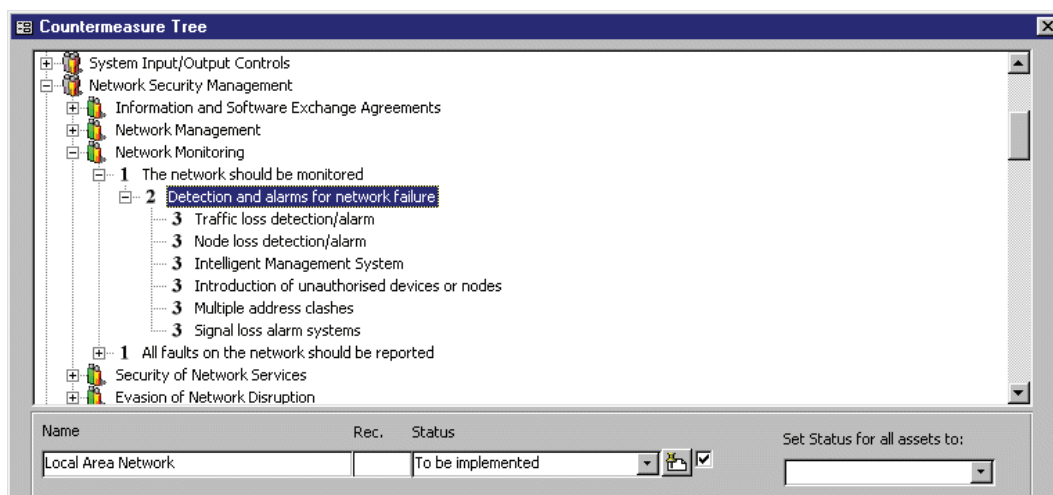 Countermeasure Tree
System Input/Output Controls
Network Security Management
Information and Software Exchange Agreements
Network Management
Network Monitoring
1 The network should be monitored
2 Detection and alarms for network failure
3 Traffic loss detection/alarm
3 Node loss detection/alarm
3 Intelligent Management System
3 Introduction of unauthorised devices or nodes
3 Multiple address clashes
3 Signal loss alarm systems
1 All faults on the network should be reported
Security of Network Services
Evasion of Network Disruption
Name Rec. Status
Set Status for all assets to:
Local Area Network To be implemented